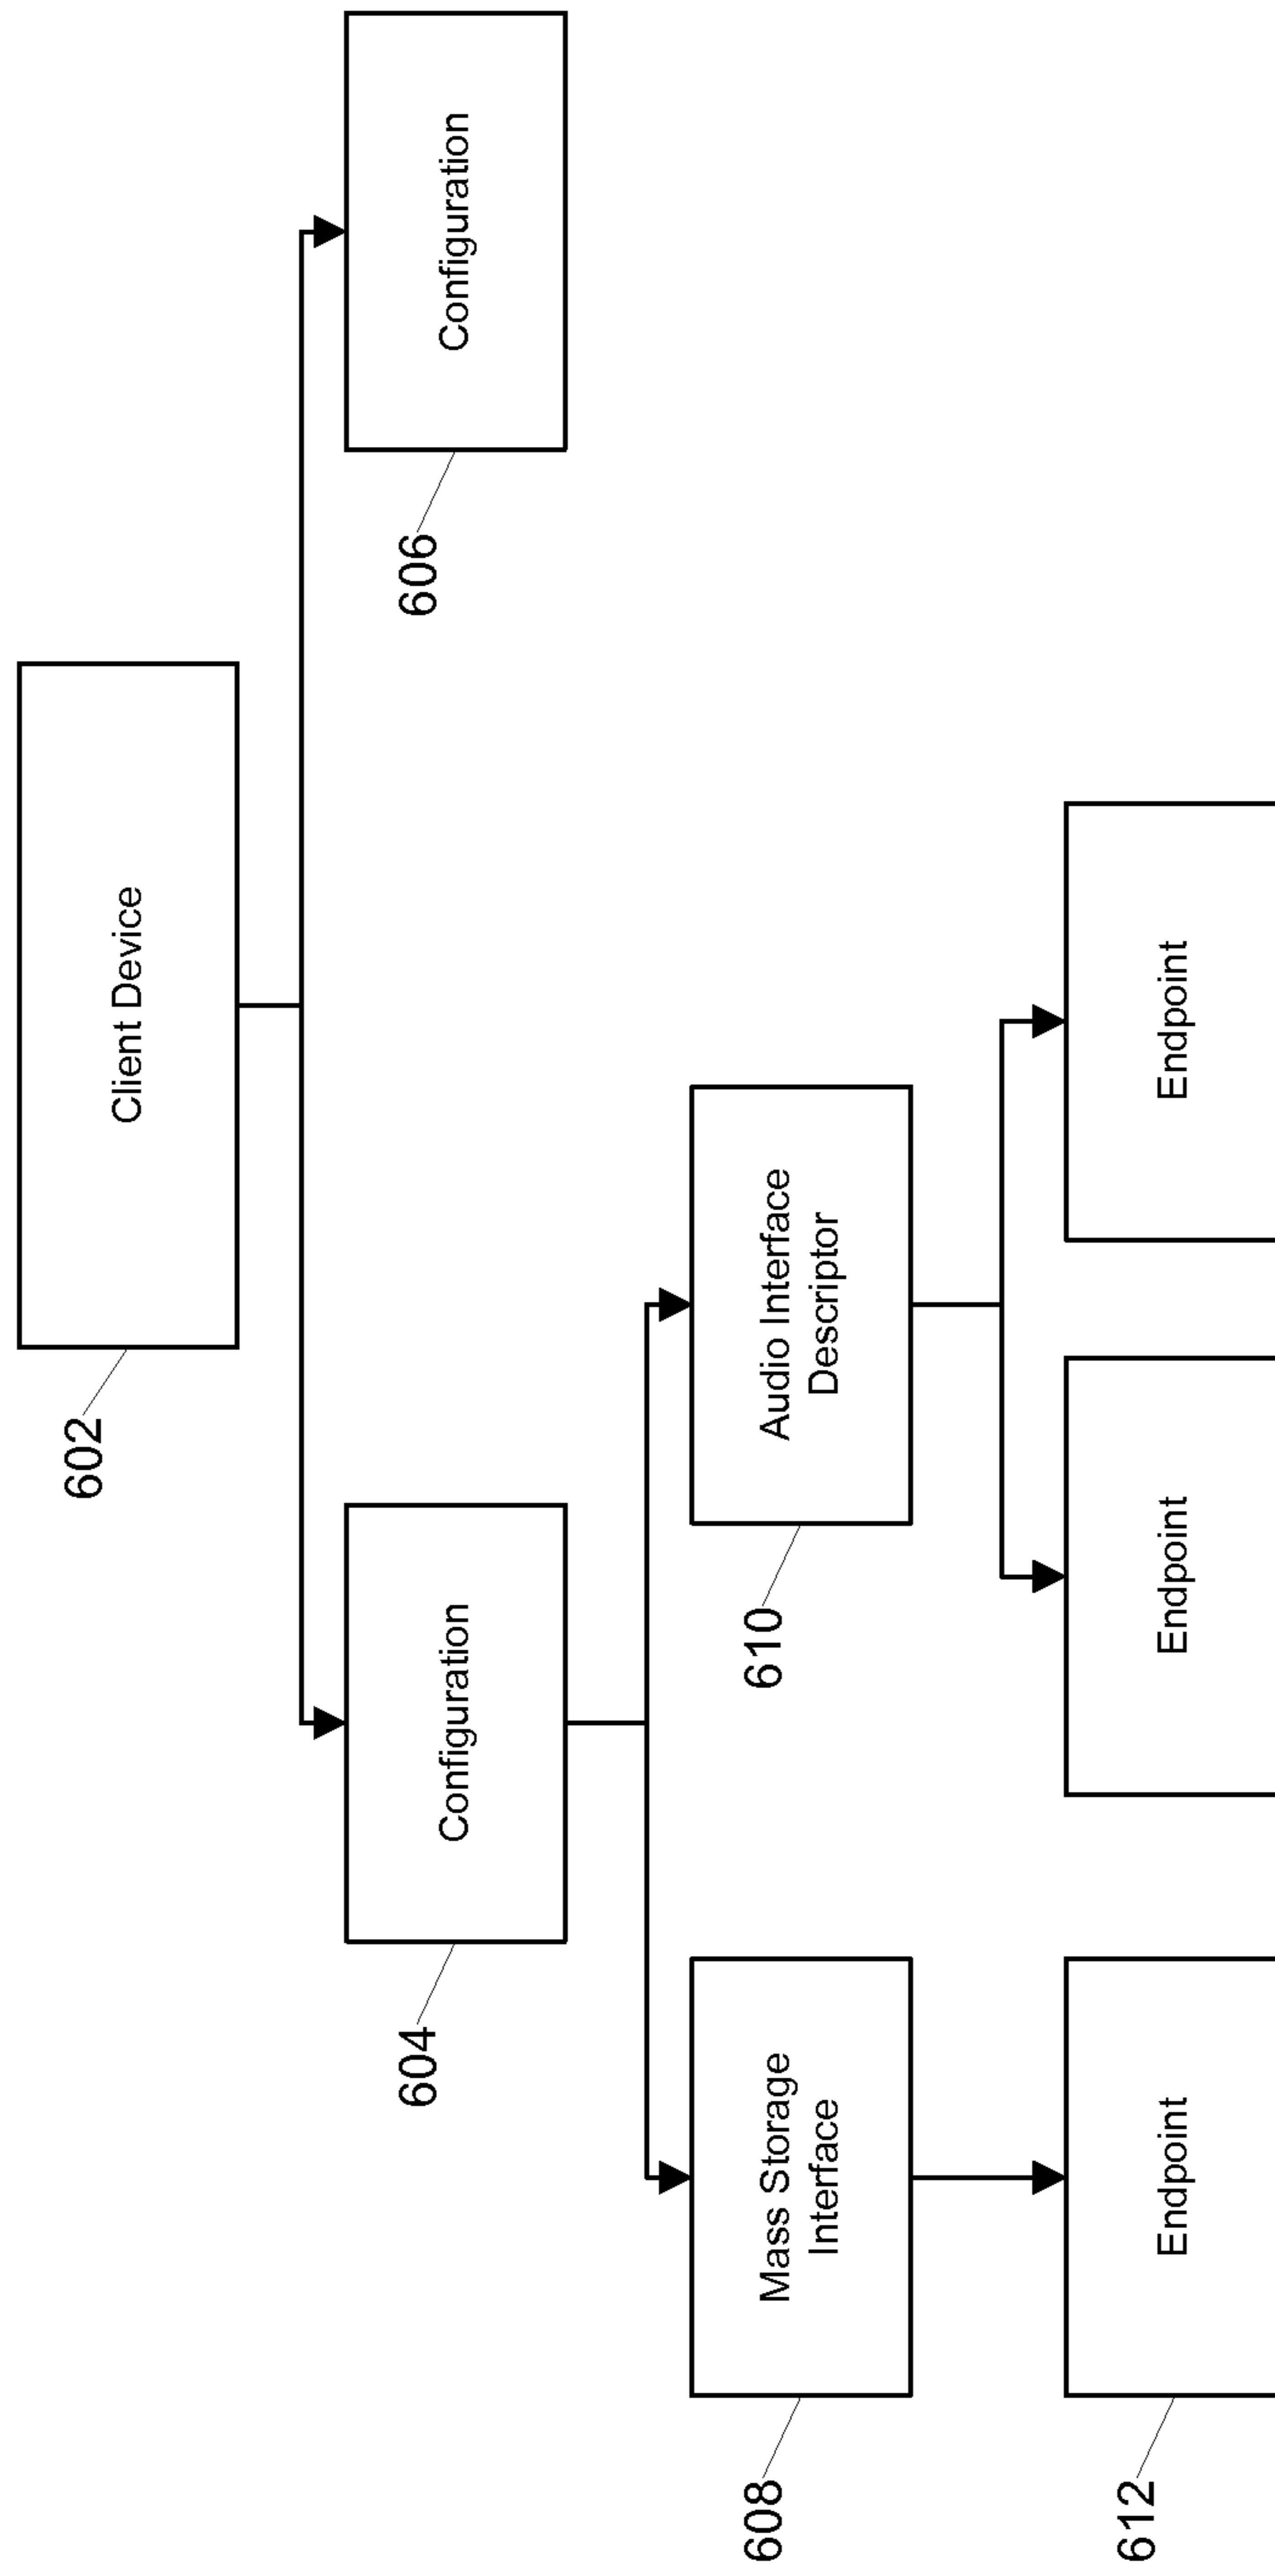 602
Client Device
604
Configuration
606
Configuration
608
Mass Storage
Interface
610
Audio Interface
Descriptor
612
Endpoint
Endpoint
Endpoint